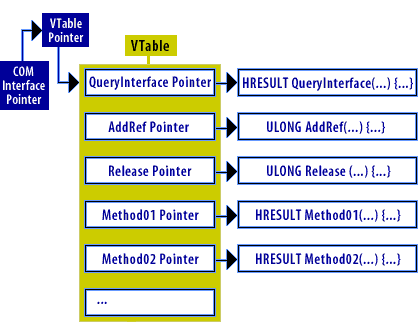 VTable
Pointer
VTable
COM
Interface
Pointer
QueryInterface Pointer
HRESULT QueryInterface(...) {...}
AddRef Pointer
ULONG AddRef(...) {...}
Release Pointer
ULONG Release (...) {...}
Method01 Pointer
HRESULT Method01(...) {...}
Method02 Pointer
HRESULT Method02(...) {...}
...